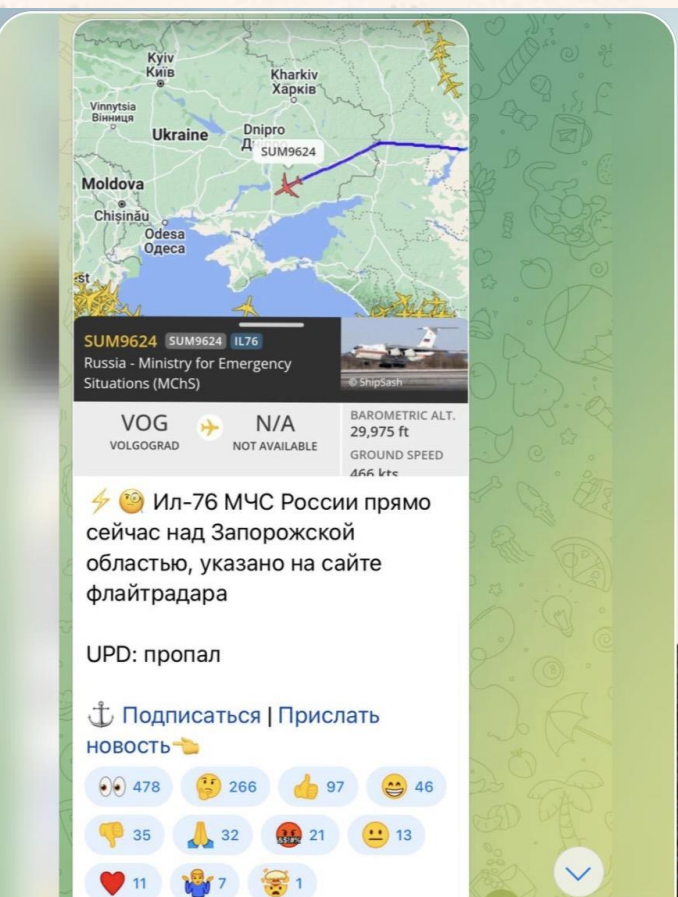 Kyiv
Київ
Kharkiv
Харків
Vinnytsia
Вінниця
Ukraine
Dnipro
SUM9624
Moldova
Chișinău
Odesa
Одеса
st
SUM9624 SUM9624 IL76
Russia - Ministry for Emergency
Situations (MChS)
© ShipSash
VOG
VOLGOGRAD
N/A
NOT AVAILABLE
BAROMETRIC ALT.
29,975 ft
GROUND SPEED
466 kts
⚡🧐 Ил-76 МЧС России прямо
сейчас над Запорожской
областью, указано на сайте
флайтрадара
UPD: пропал
⚓ Подписаться | Прислать
новость👈
👀 478 🤔 266 👍 97 😁 46
👎 35 🙏 32 🤬 21 😐 13
❤ 11 🤷‍♂️ 7 🤯 1